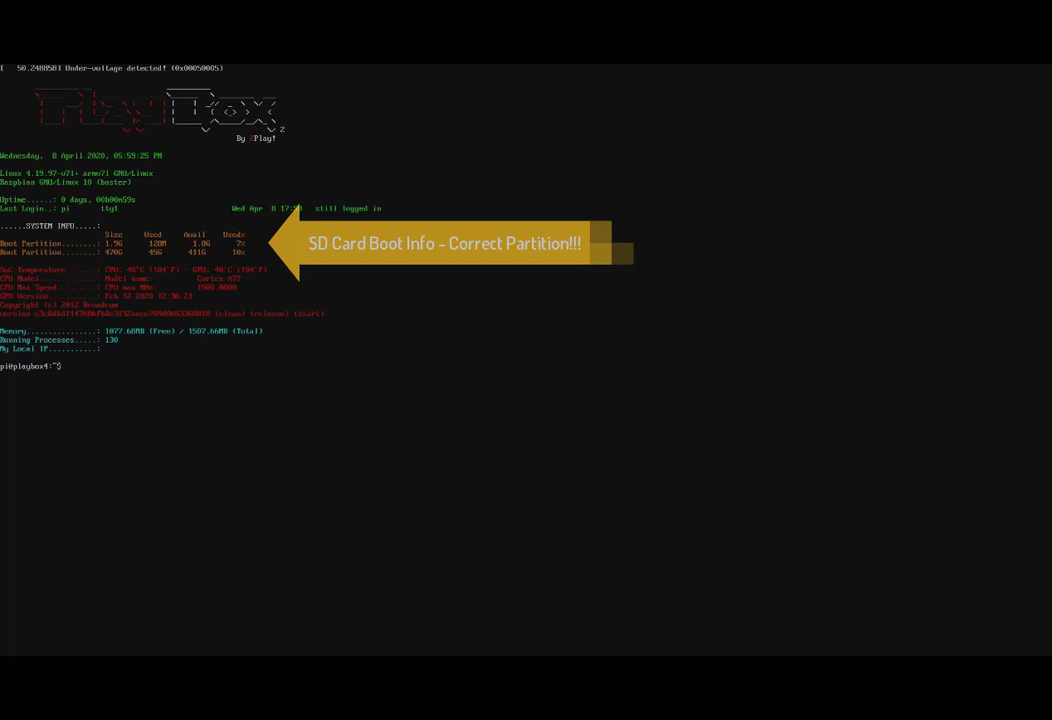 [   50.248858] Under-voltage detected! (0x00050005)
PlayBox
By 2Play!
Wednesday,  8 April 2020, 05:59:25 PM
Linux 4.19.97-v7l+ armv7l GNU/Linux
Raspbian GNU/Linux 10 (buster)
Uptime......: 0 days, 00h00m59s
Last Login..: pi      tty1      Wed Apr  8 17:   still logged in
......SYSTEM INFO.....:
Size   Used   Avail   Used%
Boot Partition.......: 1.9G   128M   1.8G   7%
Boot Partition.......: 470G   45G   411G   10%
SD Card Boot Info - Correct Partition!!!
SoC Temperature......: CPU: 40°C (104°F) - GPU: 40°C (104°F)
CPU Model............: Model name:   Cortex-A72
CPU Max Speed........: CPU max MHz:   1500.0000
GPU Version..........: Feb 12 2020 12:36:21
Copyright (c) 2012 Broadcom
version (clean) (release) (start)
Memory...............: 1077.68MB (Free) / 1507.66MB (Total)
Running Processes....: 130
My Local IP..........:
pi@playbox4:~$